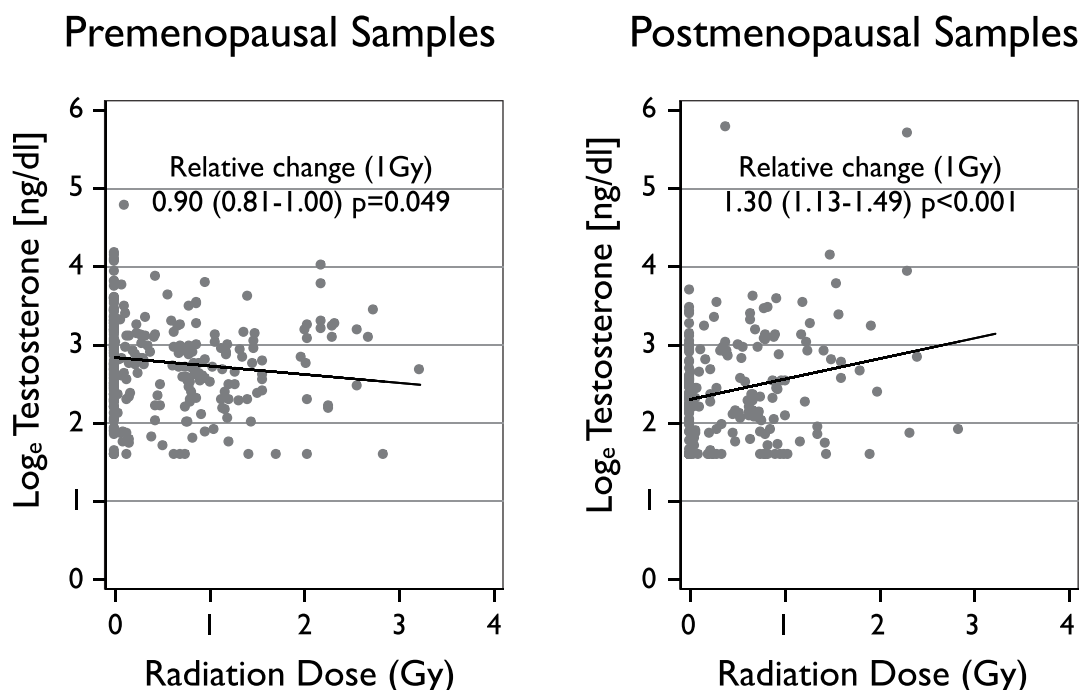 Premenopausal Samples
Relative change (1Gy)
0.90 (0.81-1.00) p=0.049
6
5
4
3
2
1
0
Logₑ Testosterone [ng/dl]
0 1 2 3 4
Radiation Dose (Gy)
Postmenopausal Samples
Relative change (1Gy)
1.30 (1.13-1.49) p<0.001
6
5
4
3
2
1
0
Logₑ Testosterone [ng/dl]
0 1 2 3 4
Radiation Dose (Gy)